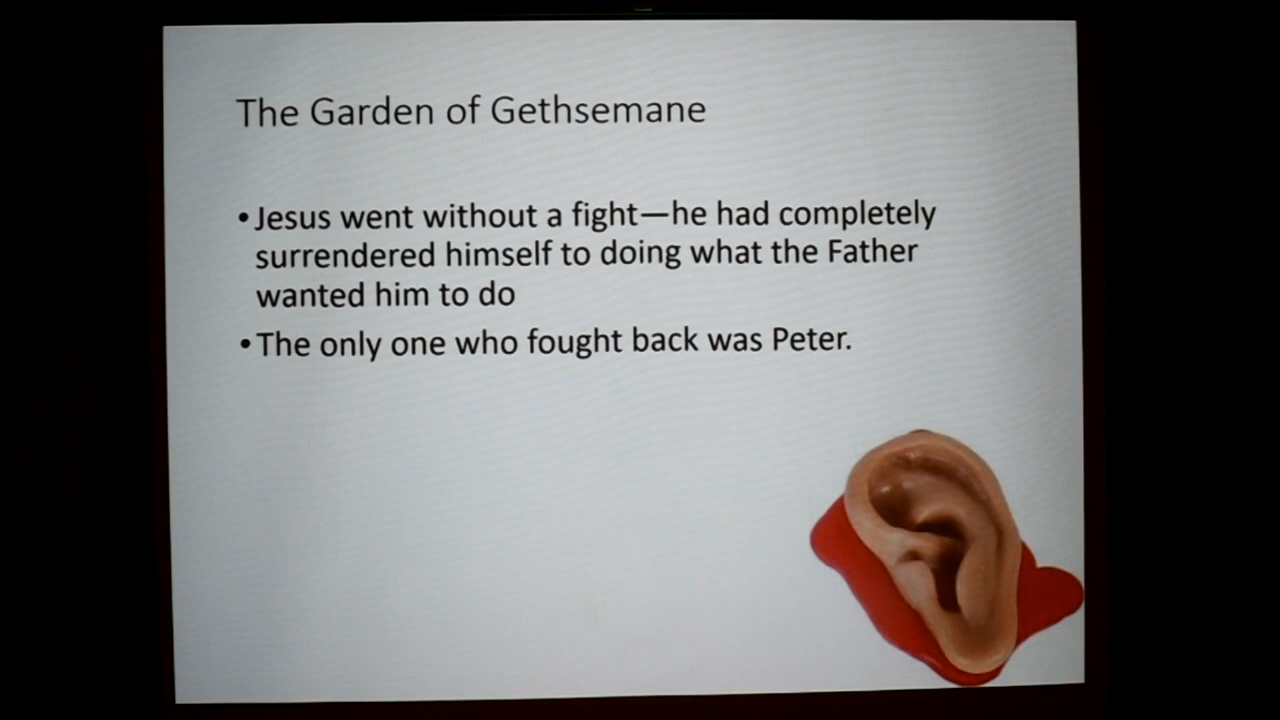 The Garden of Gethsemane
•Jesus went without a fight—he had completely
surrendered himself to doing what the Father
wanted him to do
•The only one who fought back was Peter.